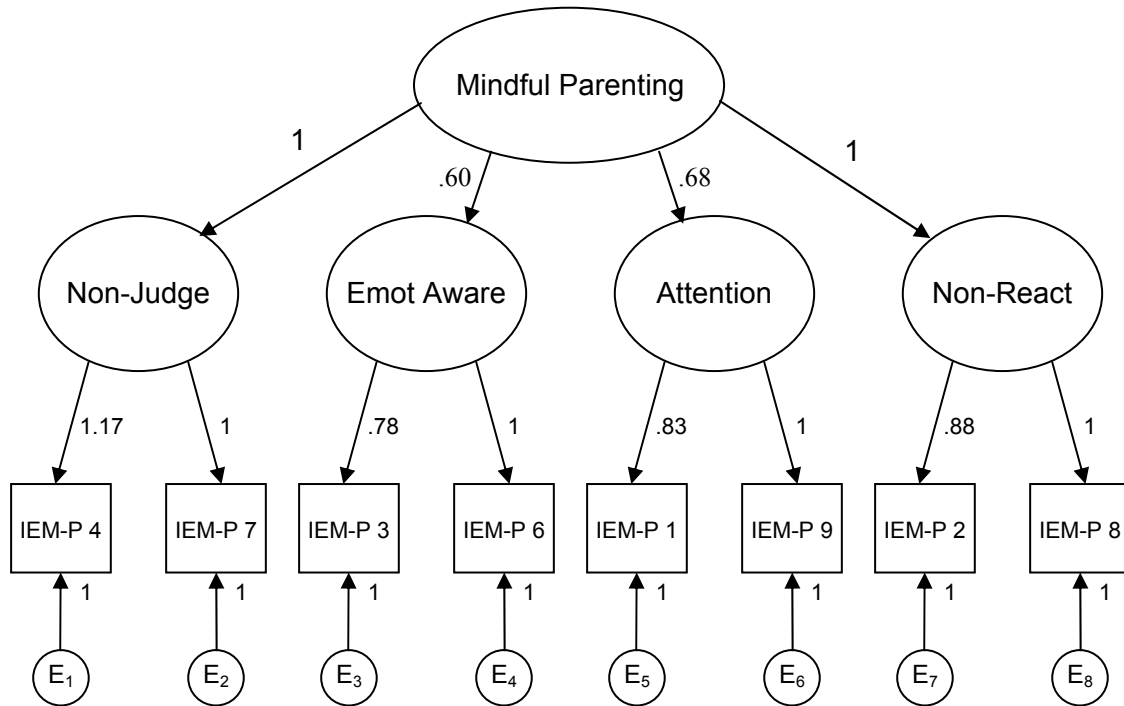 Mindful Parenting
1
.60
.68
1
Non-Judge
Emot Aware
Attention
Non-React
1.17
1
.78
1
.83
1
.88
1
IEM-P 4
IEM-P 7
IEM-P 3
IEM-P 6
IEM-P 1
IEM-P 9
IEM-P 2
IEM-P 8
1
1
1
1
1
1
1
1
E₁
E₂
E₃
E₄
E₅
E₆
E₇
E₈